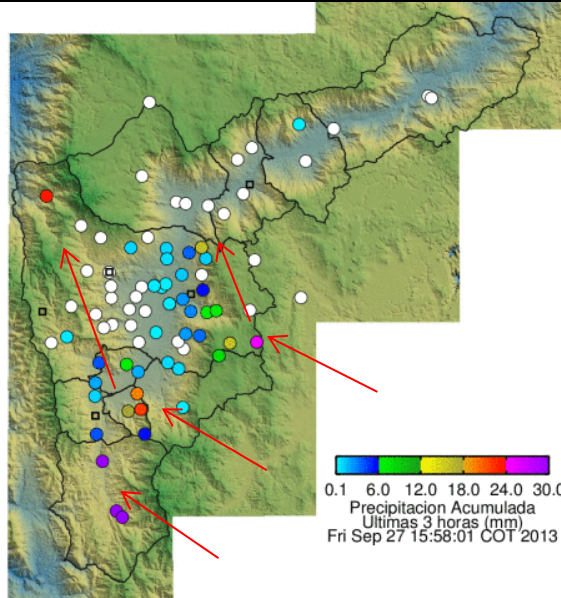 0.1 6.0 12.0 18.0 24.0 30.0
Precipitacion Acumulada
Ultimas 3 horas (mm)
Fri Sep 27 15:58:01 COT 2013